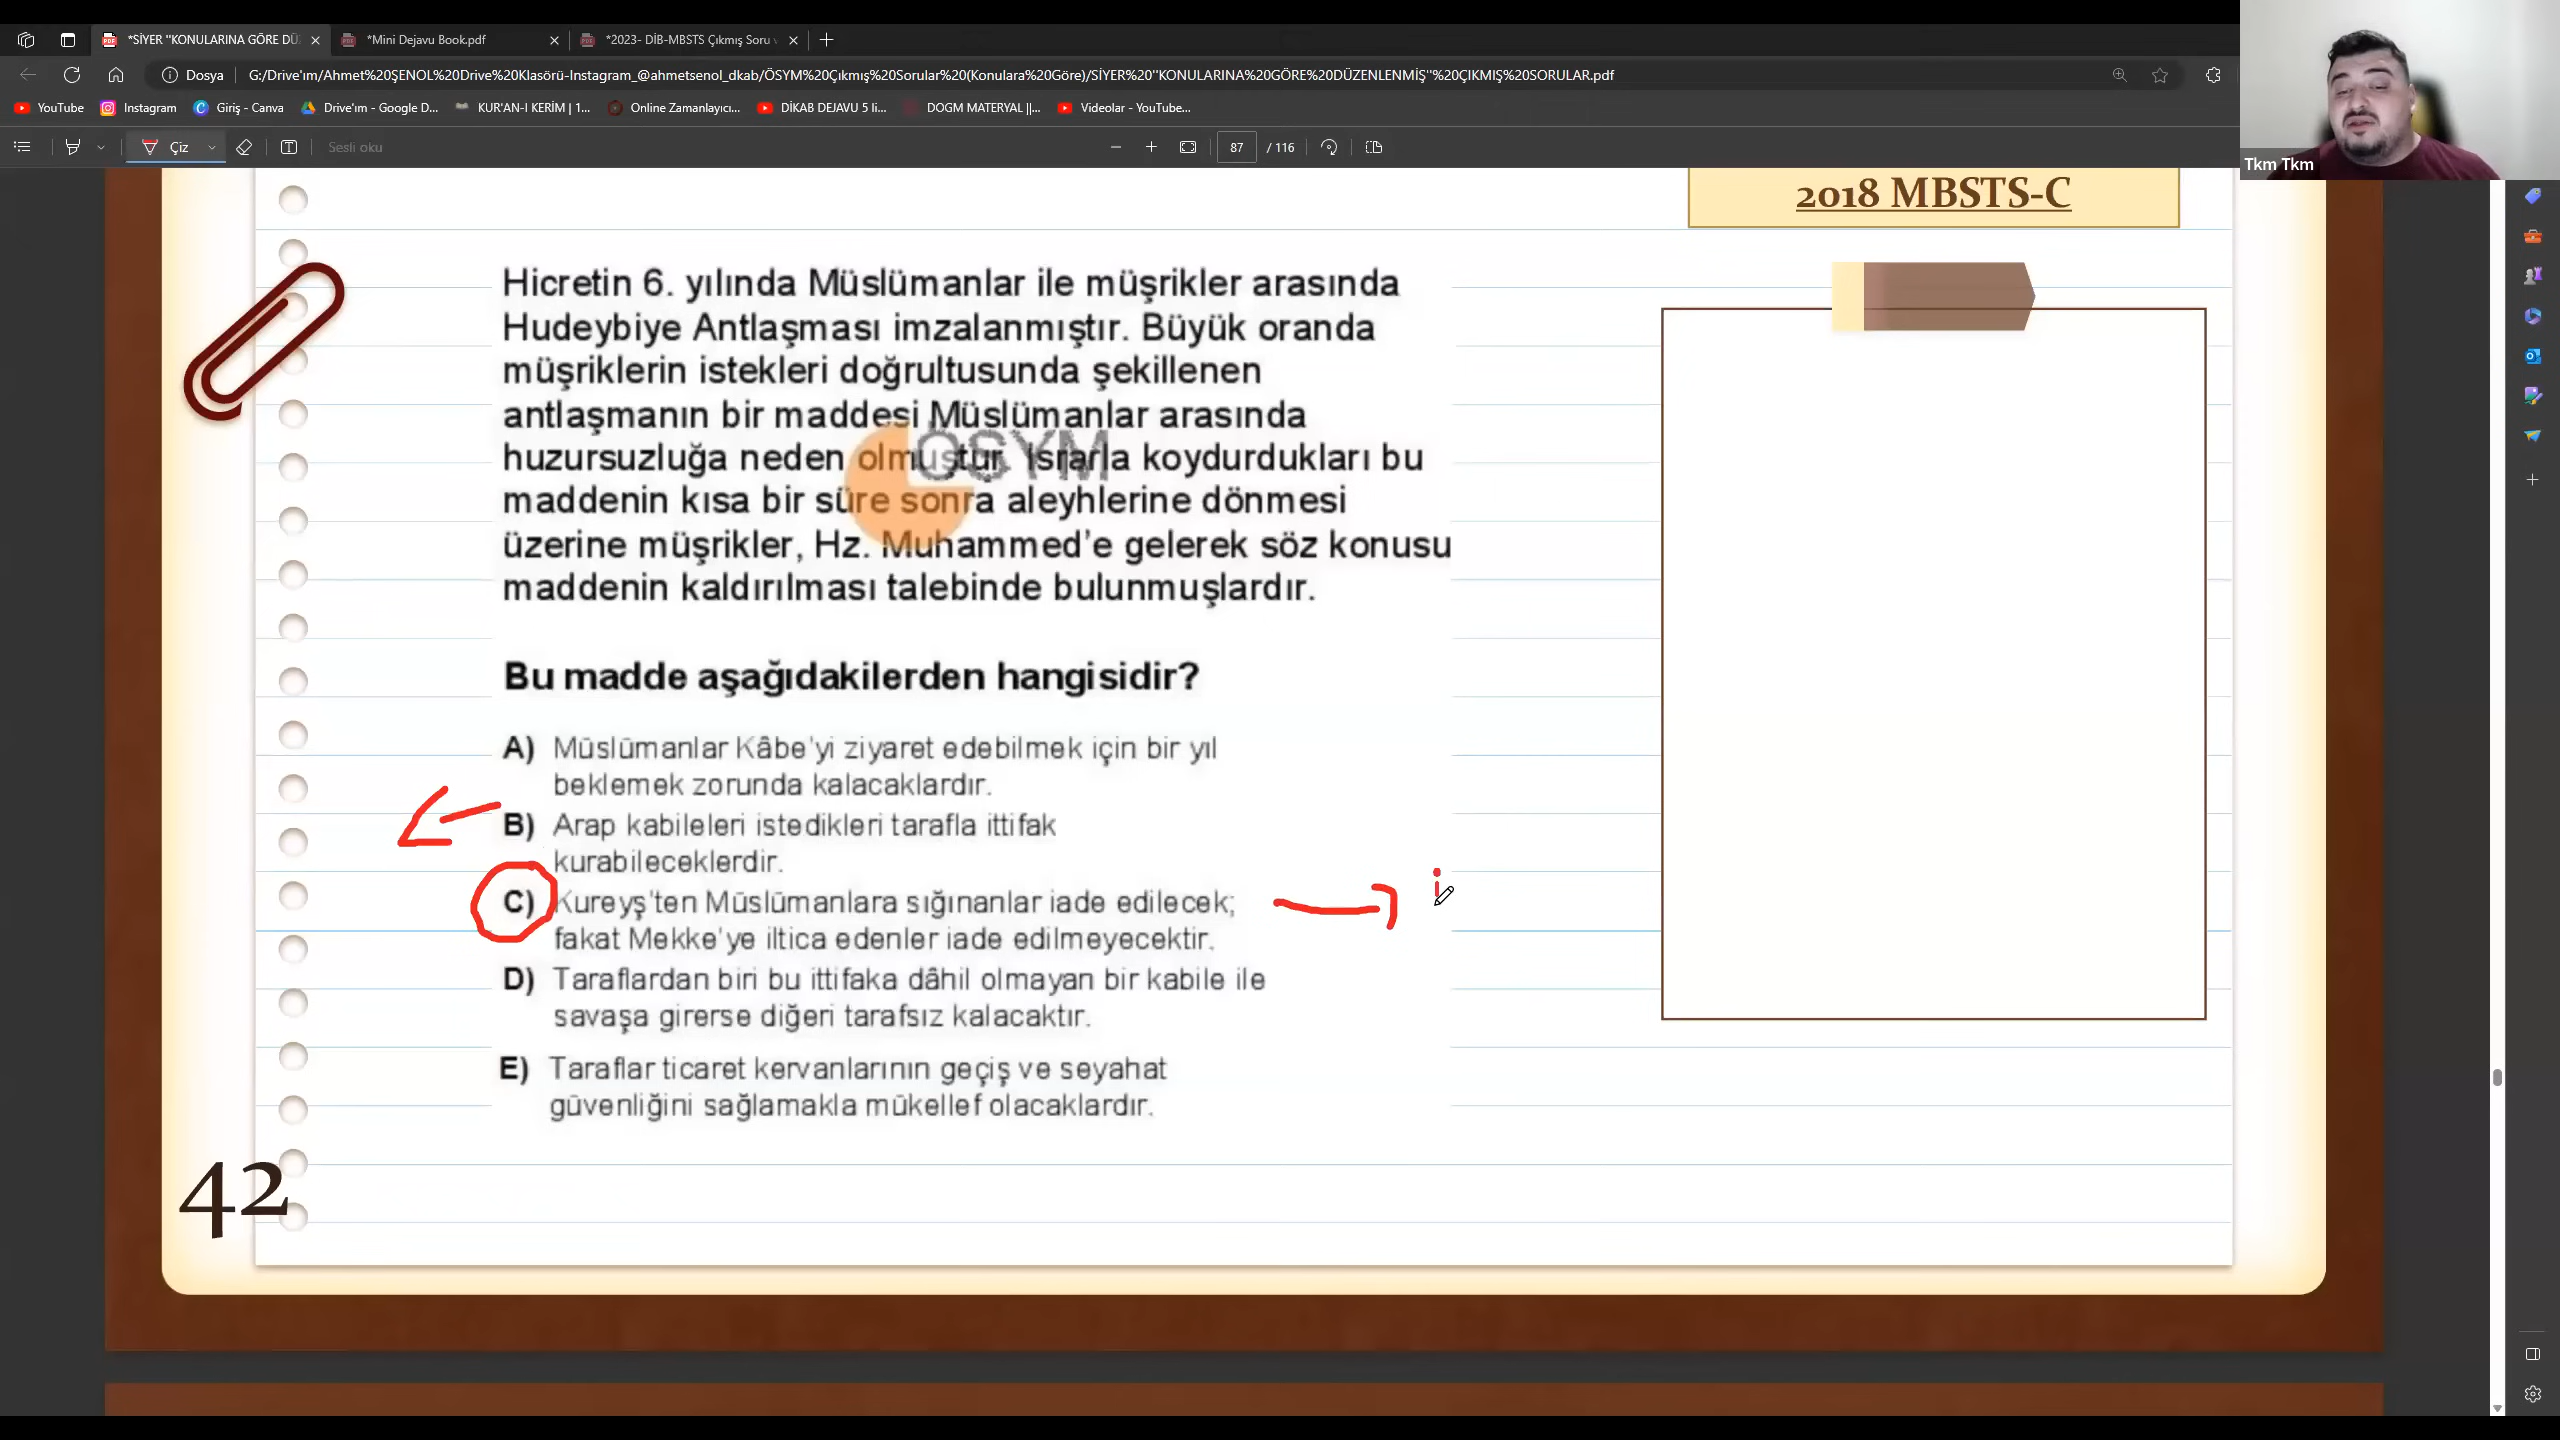 *SİYER "KONULARINA GÖRE DÜ
*Mini Dejavu Book.pdf
*2023- DİB-MBSTS Çıkmış Soru
Dosya
G:/Drive'ım/Ahmet%20ŞENOL%20Drive%20Klasörü-Instagram_@ahmetsenol_dkab/ÖSYM%20Çıkmış%20Sorular%20(Konulara%20Göre)/SİYER%20''KONULARINA%20GÖRE%20DÜZENLENMİŞ''%20ÇIKMIŞ%20SORULAR.pdf
YouTube
Instagram
Giriş - Canva
Drive'ım - Google D...
KUR'AN-I KERİM | 1...
Online Zamanlayıcı...
DİKAB DEJAVU 5 li...
DOGM MATERYAL ||...
Videolar - YouTube...
Çiz
Sesli oku
87
/ 116
Tkm Tkm
2018 MBSTS-C
Hicretin 6. yılında Müslümanlar ile müşrikler arasında
Hudeybiye Antlaşması imzalanmıştır. Büyük oranda
müşriklerin istekleri doğrultusunda şekillenen
antlaşmanın bir maddesi Müslümanlar arasında
huzursuzluğa neden olmuştur. Israrla koydurdukları bu
maddenin kısa bir süre sonra aleyhlerine dönmesi
üzerine müşrikler, Hz. Muhammed'e gelerek söz konusu
maddenin kaldırılması talebinde bulunmuşlardır.
ÖSYM
Bu madde aşağıdakilerden hangisidir?
A) Müslümanlar Kâbe'yi ziyaret edebilmek için bir yıl
beklemek zorunda kalacaklardır.
B) Arap kabileleri istedikleri tarafla ittifak
kurabileceklerdir.
C) Kureyş'ten Müslümanlara sığınanlar iade edilecek;
fakat Mekke'ye iltica edenler iade edilmeyecektir.
D) Taraflardan biri bu ittifaka dâhil olmayan bir kabile ile
savaşa girerse diğeri tarafsız kalacaktır.
E) Taraflar ticaret kervanlarının geçiş ve seyahat
güvenliğini sağlamakla mükellef olacaklardır.
42